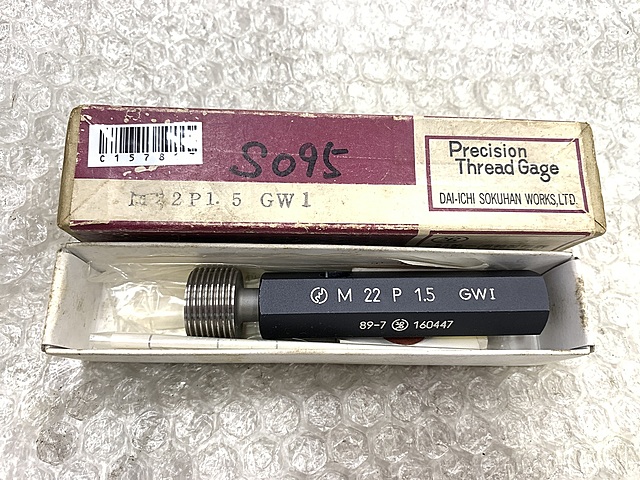 C1578
S095
M22P1.5 GW1
Precision
Thread Gage
DAI-ICHI SOKUHAN WORKS,LTD.
M 22 P 1.5 GWI
89-7 160447